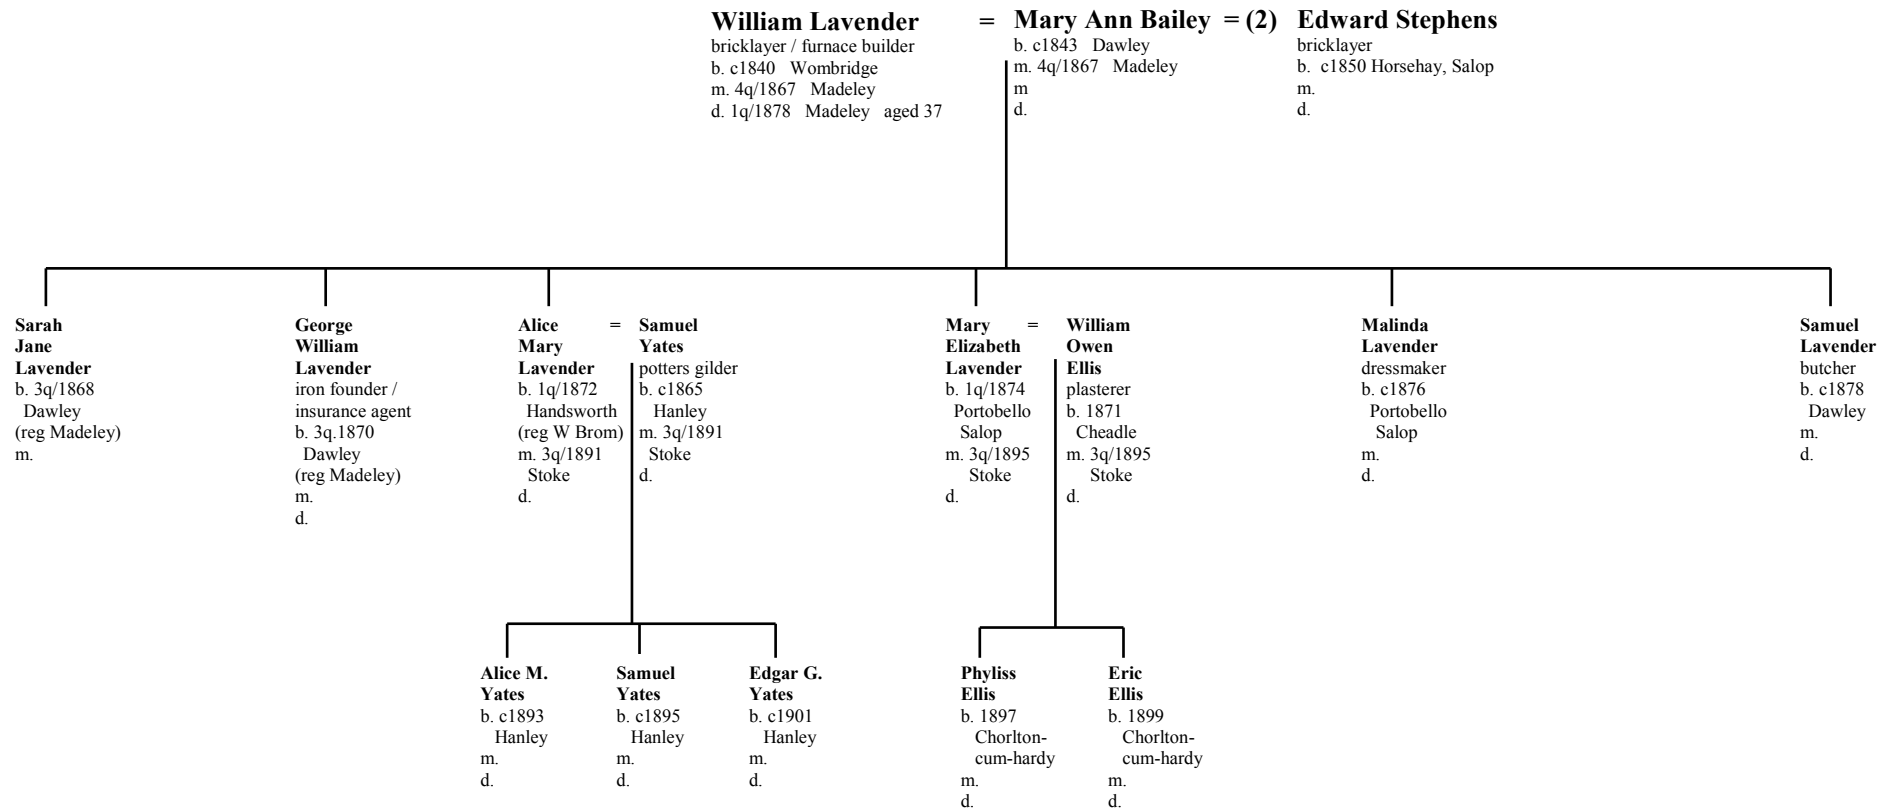 William Lavender = Mary Ann Bailey = (2) Edward Stephens
bricklayer / furnace builder
b. c1840 Wombridge
m. 4q/1867 Madeley
d. 1q/1878 Madeley aged 37
b. c1843 Dawley
m. 4q/1867 Madeley
m
d.
bricklayer
b. c1850 Horsehay, Salop
m.
d.
Sarah
Jane
Lavender
b. 3q/1868
Dawley
(reg Madeley)
m.
George
William
Lavender
iron founder /
insurance agent
b. 3q.1870
Dawley
(reg Madeley)
m.
d.
Alice =
Mary
Lavender
b. 1q/1872
Handsworth
(reg W Brom)
m. 3q/1891
Stoke
d.
Samuel
Yates
potters gilder
b. c1865
Hanley
m. 3q/1891
Stoke
d.
Mary =
Elizabeth
Lavender
b. 1q/1874
Portobello
Salop
m. 3q/1895
Stoke
d.
William
Owen
Ellis
plasterer
b. 1871
Cheadle
m. 3q/1895
Stoke
d.
Malinda
Lavender
dressmaker
b. c1876
Portobello
Salop
m.
d.
Samuel
Lavender
butcher
b. c1878
Dawley
m.
d.
Alice M.
Yates
b. c1893
Hanley
m.
d.
Samuel
Yates
b. c1895
Hanley
m.
d.
Edgar G.
Yates
b. c1901
Hanley
m.
d.
Phyliss
Ellis
b. 1897
Chorlton-
cum-hardy
m.
d.
Eric
Ellis
b. 1899
Chorlton-
cum-hardy
m.
d.